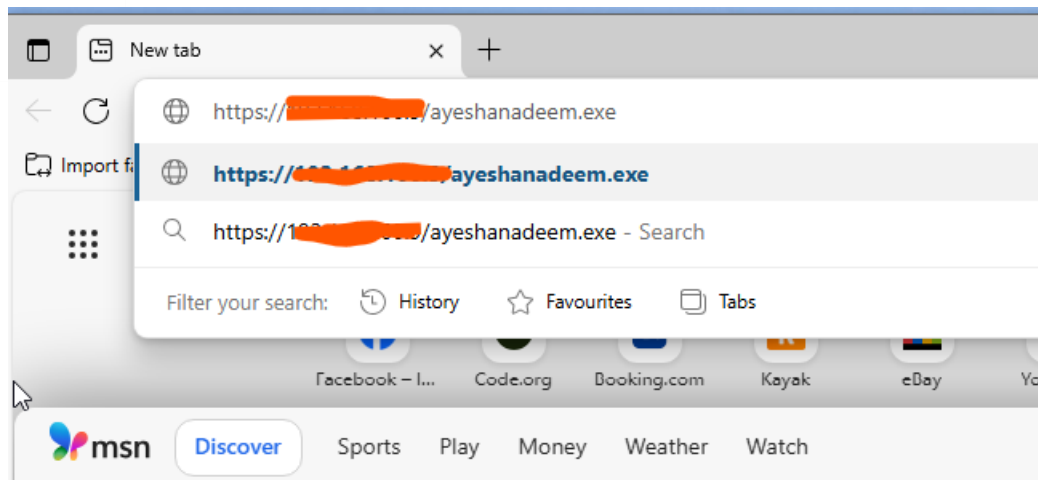 New tab
https:// /ayeshanadeem.exe
Import
https:// /ayeshanadeem.exe
https:// /ayeshanadeem.exe - Search
Filter your search: History Favourites Tabs
Facebook – l... Code.org Booking.com Kayak eBay
msn Discover Sports Play Money Weather Watch